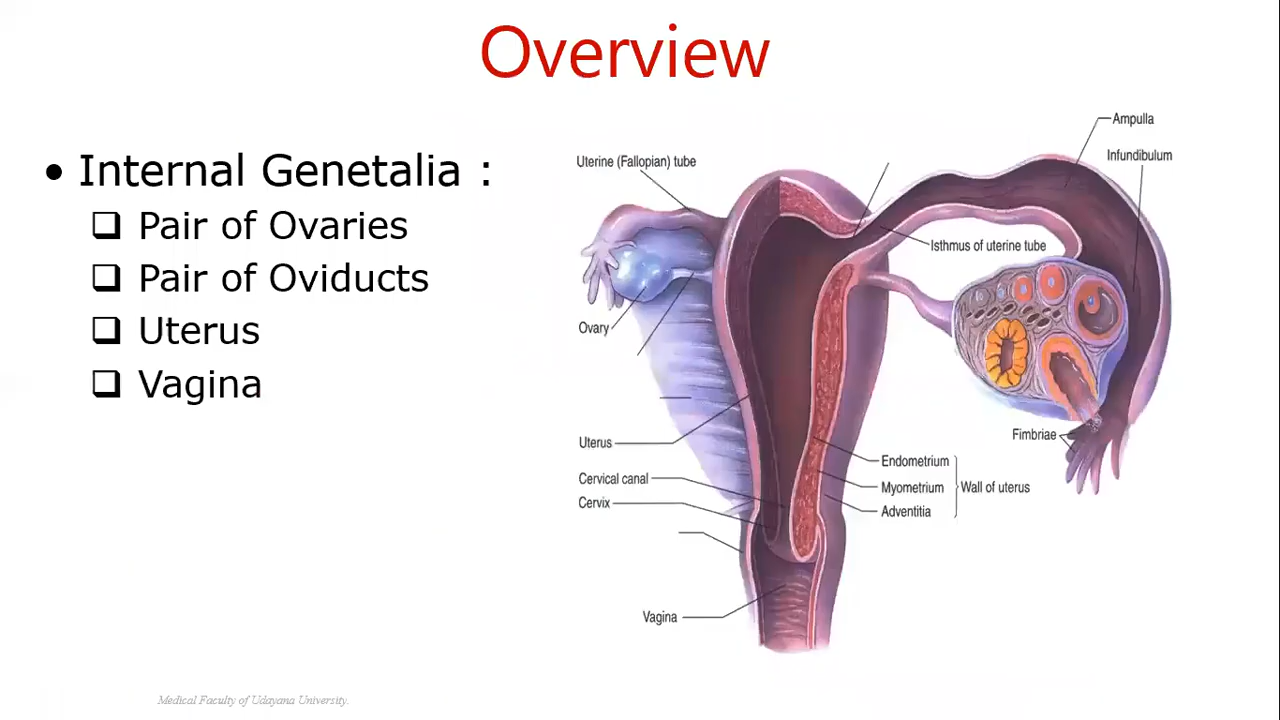 Overview
• Internal Genetalia :
❑ Pair of Ovaries
❑ Pair of Oviducts
❑ Uterus
❑ Vagina
Ampulla
Infundibulum
Uterine (Fallopian) tube
Isthmus of uterine tube
Ovary
Fimbriae
Uterus
Endometrium
Cervical canal
Myometrium
Wall of uterus
Cervix
Adventitia
Vagina
Medical Faculty of Udayana University.